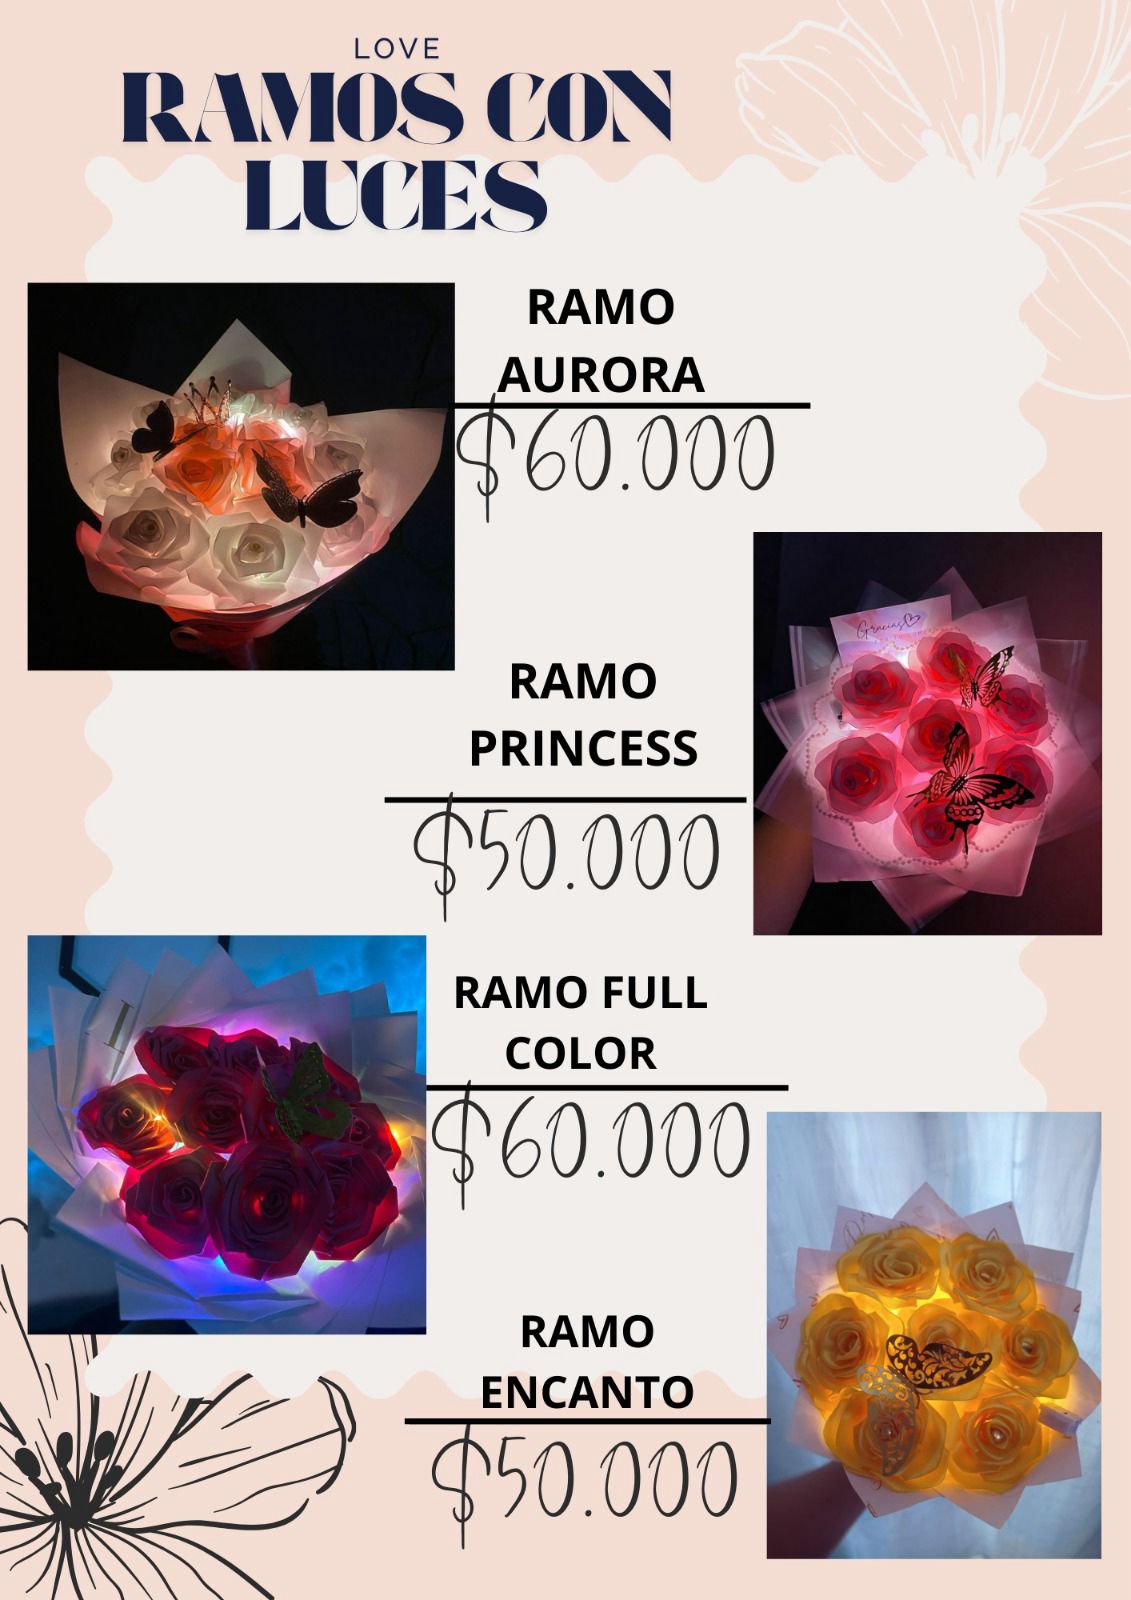 LOVE
RAMOS CON
LUCES
RAMO
AURORA
$60.000
Gracias
RAMO
PRINCESS
$50.000
RAMO FULL
COLOR
$60.000
RAMO
ENCANTO
$50.000